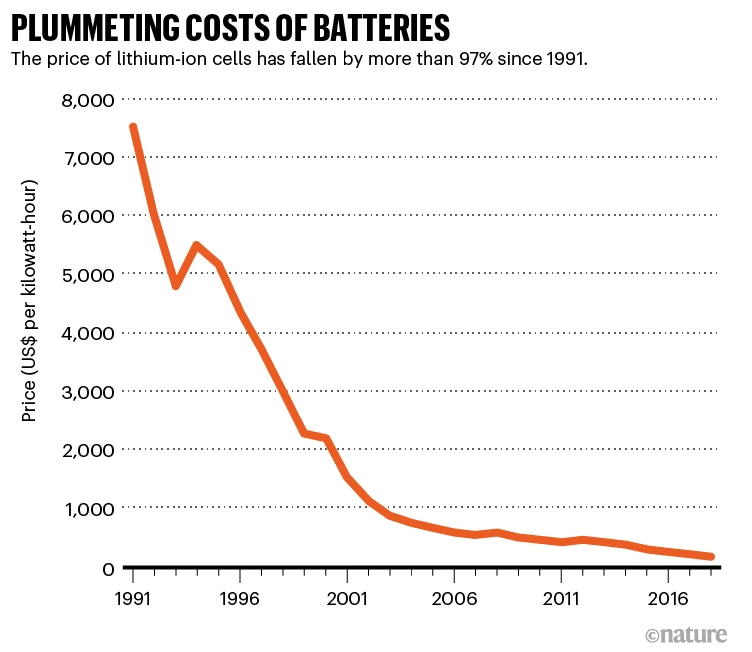 PLUMMETING COSTS OF BATTERIES
The price of lithium-ion cells has fallen by more than 97% since 1991.
8,000
7,000
6,000
5,000
4,000
3,000
2,000
1,000
0
Price (US$ per kilowatt-hour)
1991 1996 2001 2006 2011 2016
©nature